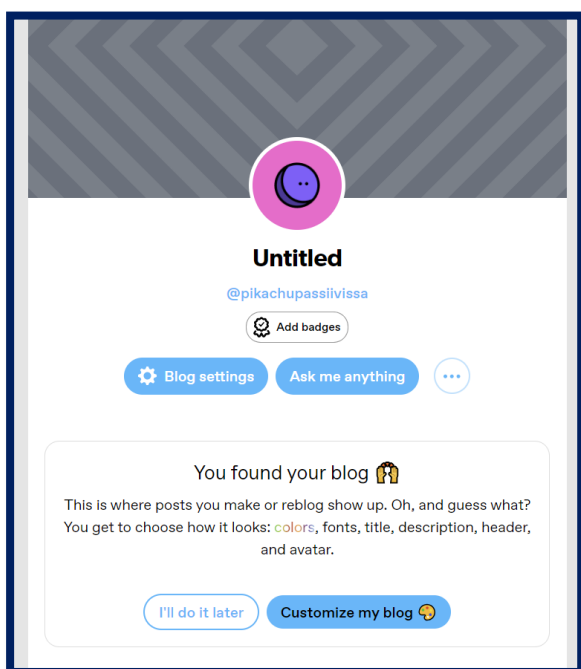 Untitled
@pikachupassiivissa
Add badges
Blog settings
Ask me anything
You found your blog
This is where posts you make or reblog show up. Oh, and guess what?
You get to choose how it looks: colors, fonts, title, description, header,
and avatar.
I'll do it later
Customize my blog